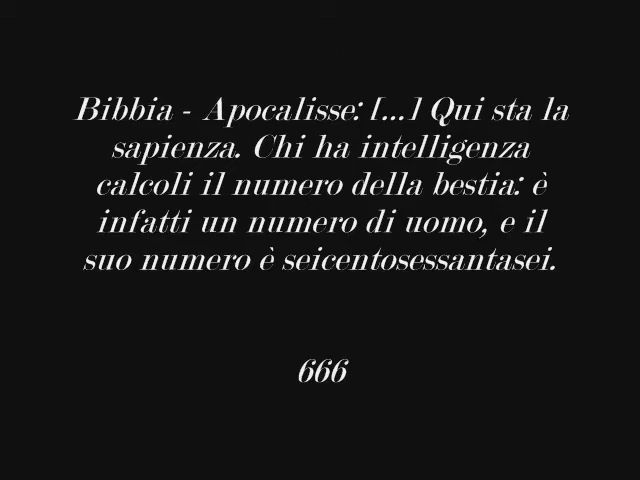 Bibbia - Apocalisse: [...] Qui sta la
sapienza. Chi ha intelligenza
calcoli il numero della bestia: è
infatti un numero di uomo, e il
suo numero è seicentosessantasei.
666